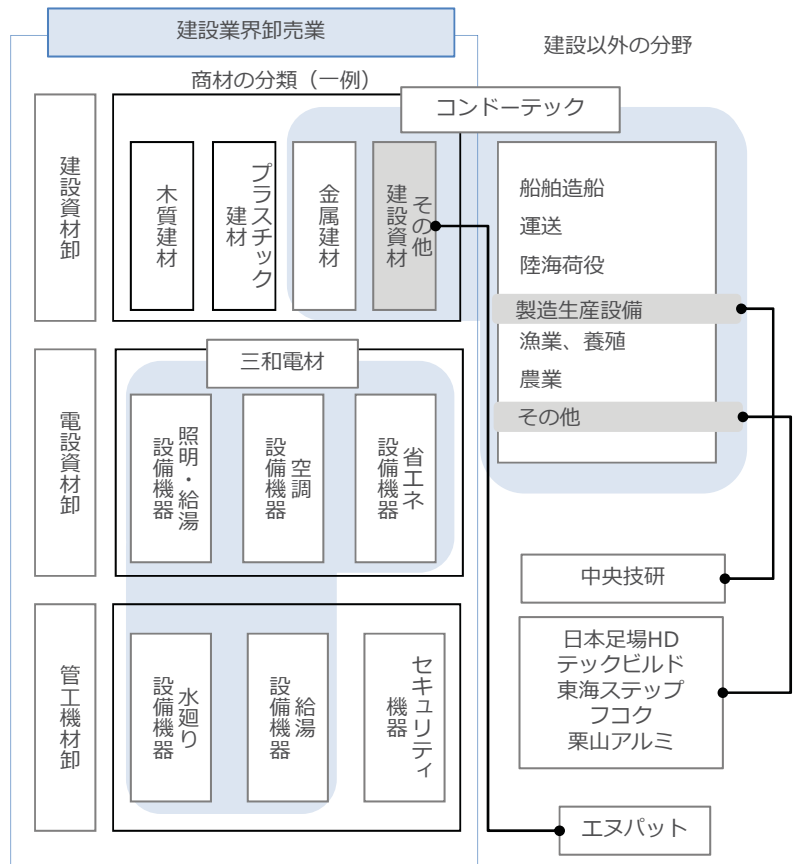 建設業界卸売業
建設以外の分野
商材の分類（一例）
コンドーテック
建設資材卸
木質建材
プラスチック
建材
金属建材
その他
建設資材
船舶造船
運送
陸海荷役
製造生産設備
漁業、養殖
農業
その他
三和電材
電設資材卸
照明・給湯
設備機器
空調
設備機器
省エネ
設備機器
中央技研
日本足場HD
テックビルド
東海ステップ
フコク
栗山アルミ
管工機材卸
水廻り
設備機器
給湯
設備機器
セキュリティ
機器
エヌパット